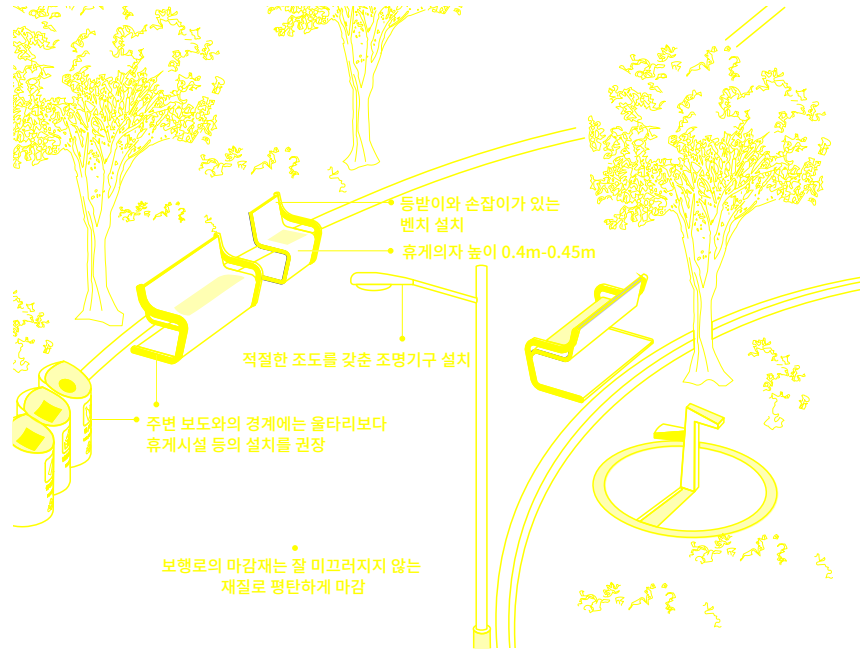 등받이와 손잡이가 있는
벤치 설치
휴게의자 높이 0.4m-0.45m
적절한 조도를 갖춘 조명기구 설치
주변 보도와의 경계에는 울타리보다
휴게시설 등의 설치를 권장
보행로의 마감재는 잘 미끄러지지 않는
재질로 평탄하게 마감